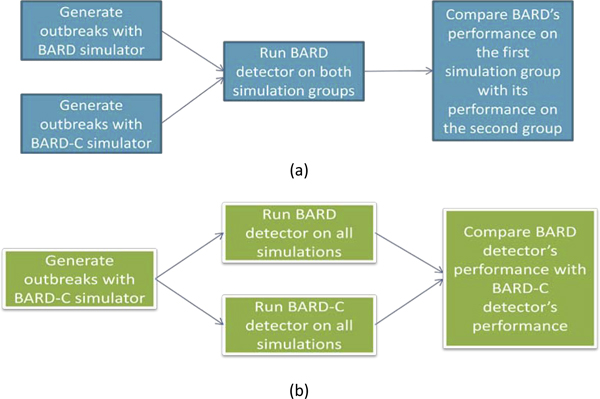 Generate
outbreaks with
BARD simulator
Generate
outbreaks with
BARD-C simulator
Run BARD
detector on both
simulation groups
Compare BARD's
performance on
the first
simulation group
with its
performance on
the second group
(a)
Generate
outbreaks with
BARD-C simulator
Run BARD
detector on all
simulations
Run BARD-C
detector on all
simulations
Compare BARD
detector's
performance with
BARD-C
detector's
performance
(b)